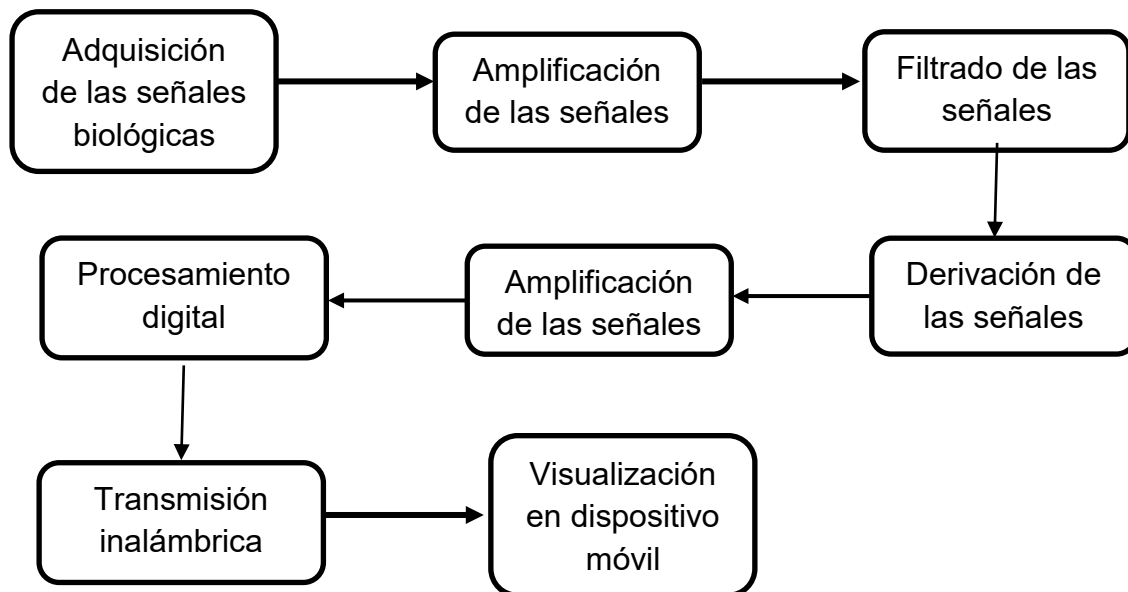 Adquisición
de las señales
biológicas
Amplificación
de las señales
Filtrado de las
señales
Derivación de
las señales
Amplificación
de las señales
Procesamiento
digital
Transmisión
inalámbrica
Visualización
en dispositivo
móvil